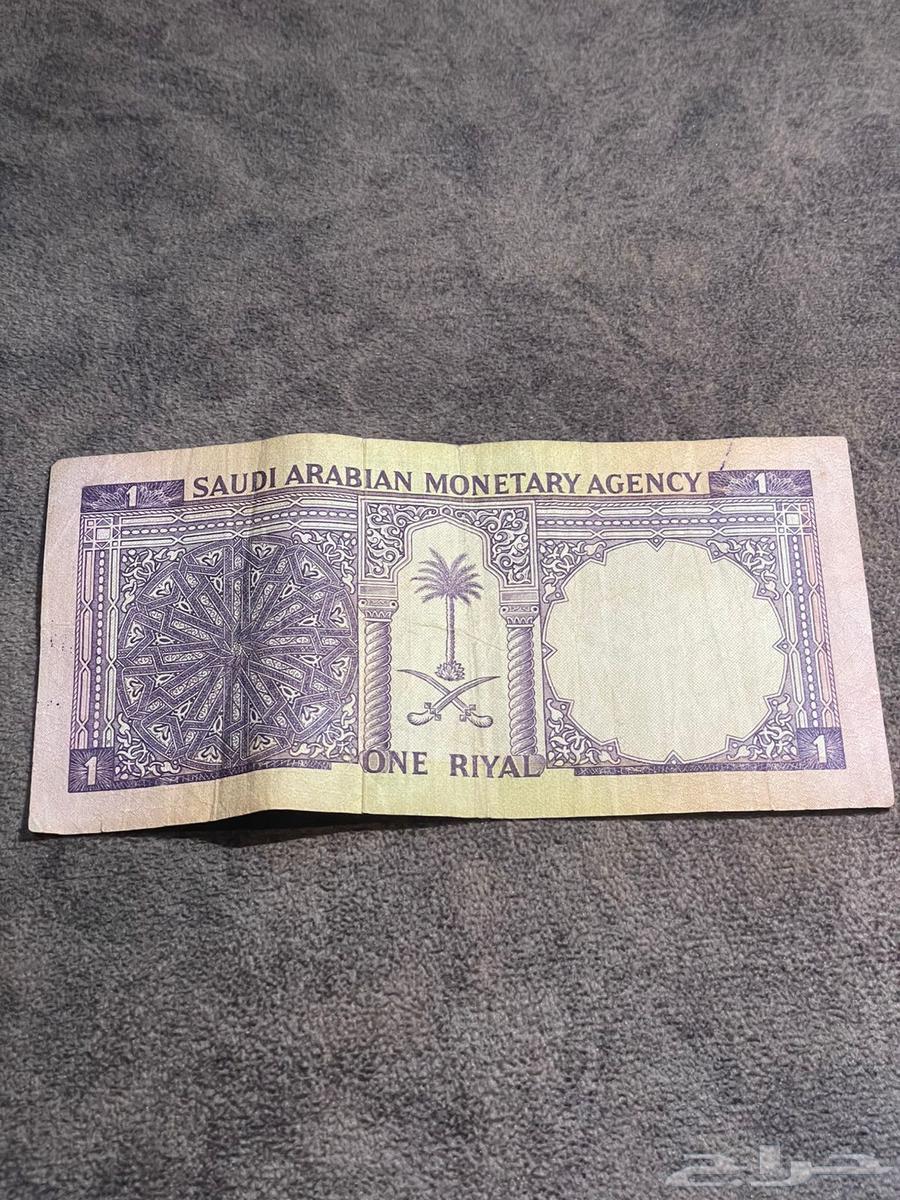 1 SAUDI ARABIAN MONETARY AGENCY 1
1 ONE RIYAL 1
حراج